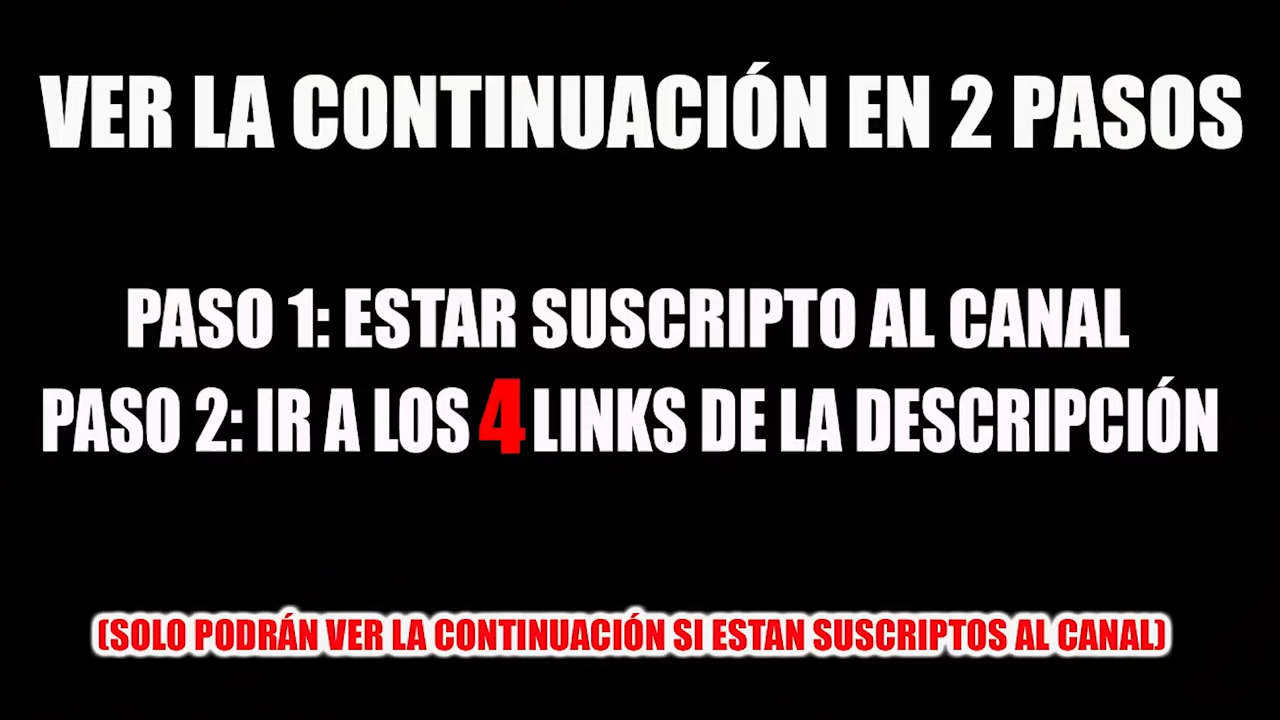 VER LA CONTINUACIÓN EN 2 PASOS
PASO 1: ESTAR SUSCRIPTO AL CANAL
PASO 2: IR A LOS 4 LINKS DE LA DESCRIPCIÓN
(SOLO PODRÁN VER LA CONTINUACIÓN SI ESTAN SUSCRIPTOS AL CANAL)